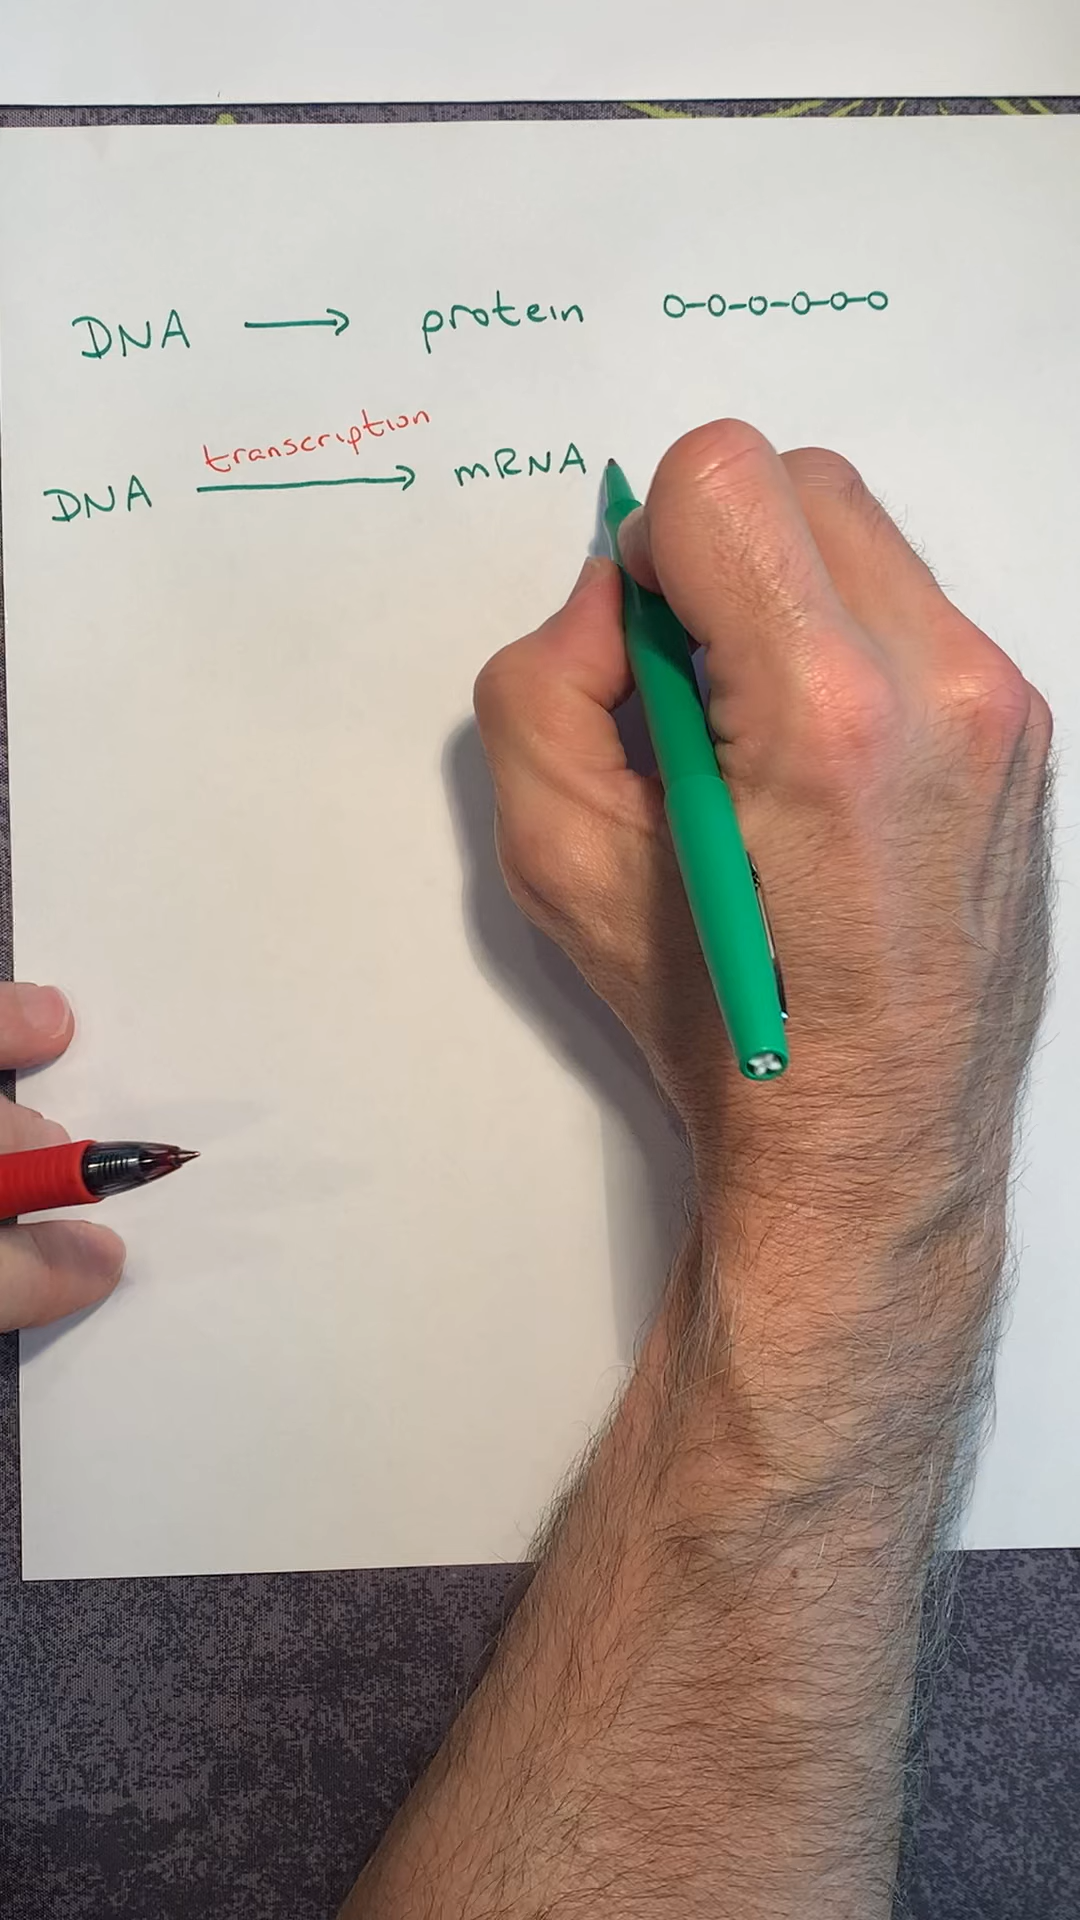 DNA → protein
transcription
DNA → mRNA